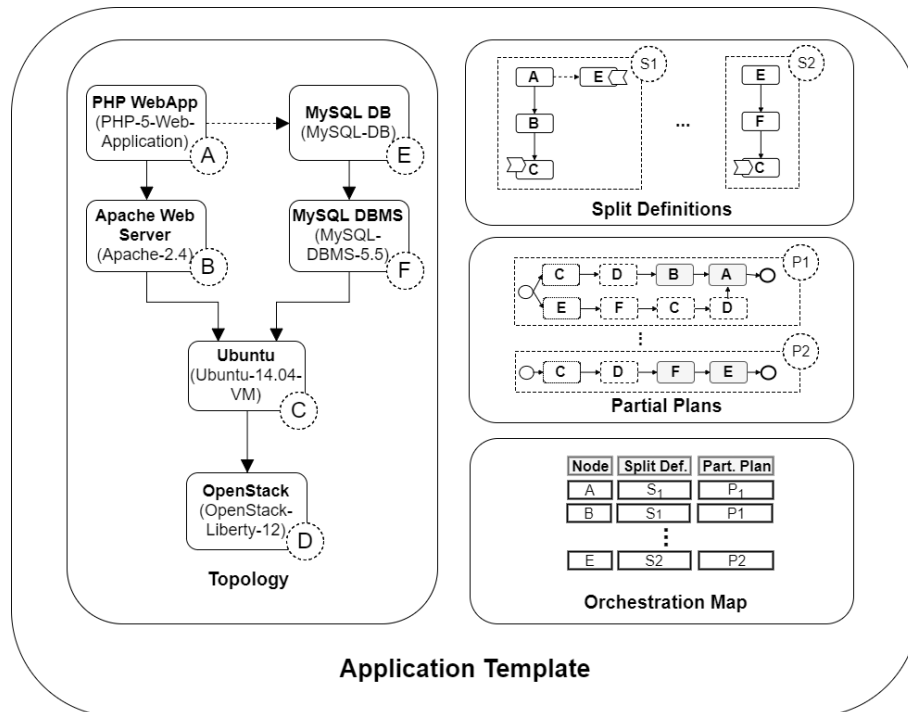 PHP WebApp
(PHP-5-Web-
Application)
A
MySQL DB
(MySQL-DB)
E
Apache Web
Server
(Apache-2.4)
B
MySQL DBMS
(MySQL-
DBMS-5.5)
F
Ubuntu
(Ubuntu-14.04-
VM)
C
OpenStack
(OpenStack-
Liberty-12)
D
Topology
S1
A E
B
C
...
S2
E
F
C
Split Definitions
P1
C D B A
E F C D
P2
C D F E
Partial Plans
Node Split Def. Part. Plan
A S1 P1
B S1 P1
E S2 P2
Orchestration Map
Application Template